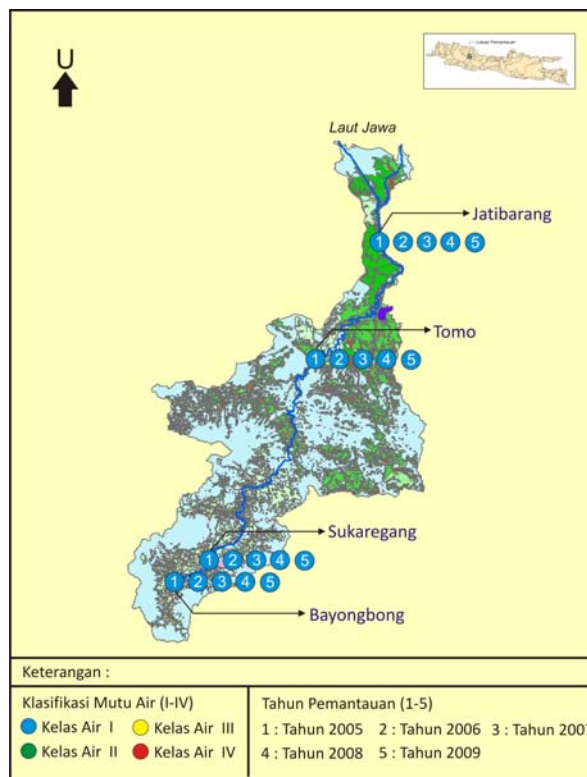 Lokasi Pemantauan
U
Laut Jawa
Jatibarang
1 2 3 4 5
Tomo
1 2 3 4 5
Sukaregang
1 2 3 4 5
1 2 3 4 5
Bayongbong
Keterangan :
Klasifikasi Mutu Air (I-IV)
Kelas Air I
Kelas Air III
Kelas Air II
Kelas Air IV
Tahun Pemantauan (1-5)
1 : Tahun 2005 2 : Tahun 2006 3 : Tahun 2007
4 : Tahun 2008 5 : Tahun 2009